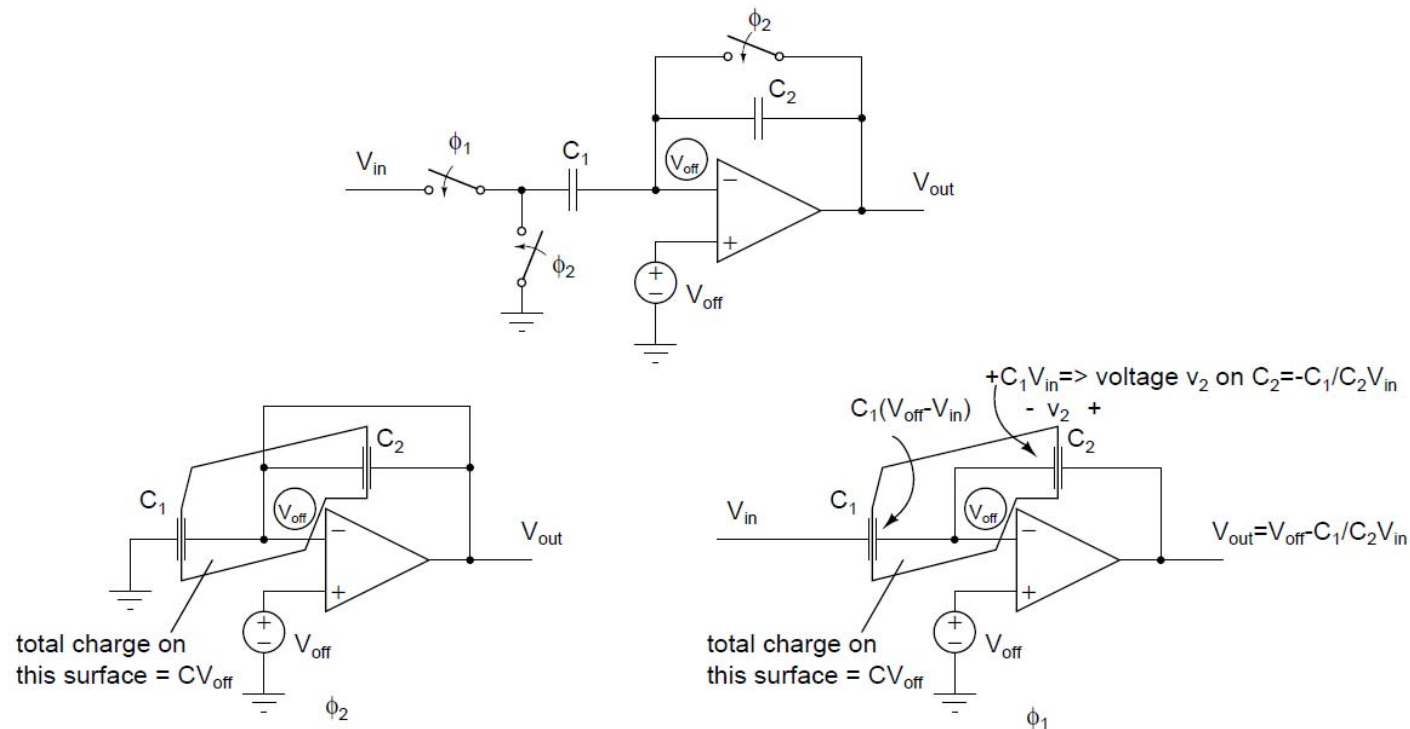 ϕ2
C2
Vin
ϕ1
C1
Voff
−
+
Vout
ϕ2
+
−
Voff
C2
C1
Voff
−
+
Vout
+
−
Voff
total charge on
this surface = CVoff
ϕ2
+C1Vin=> voltage v2 on C2=-C1/C2Vin
C1(Voff-Vin)
- v2 +
C2
C1
Voff
Vin
−
+
Vout=Voff-C1/C2Vin
+
−
Voff
total charge on
this surface = CVoff
ϕ1